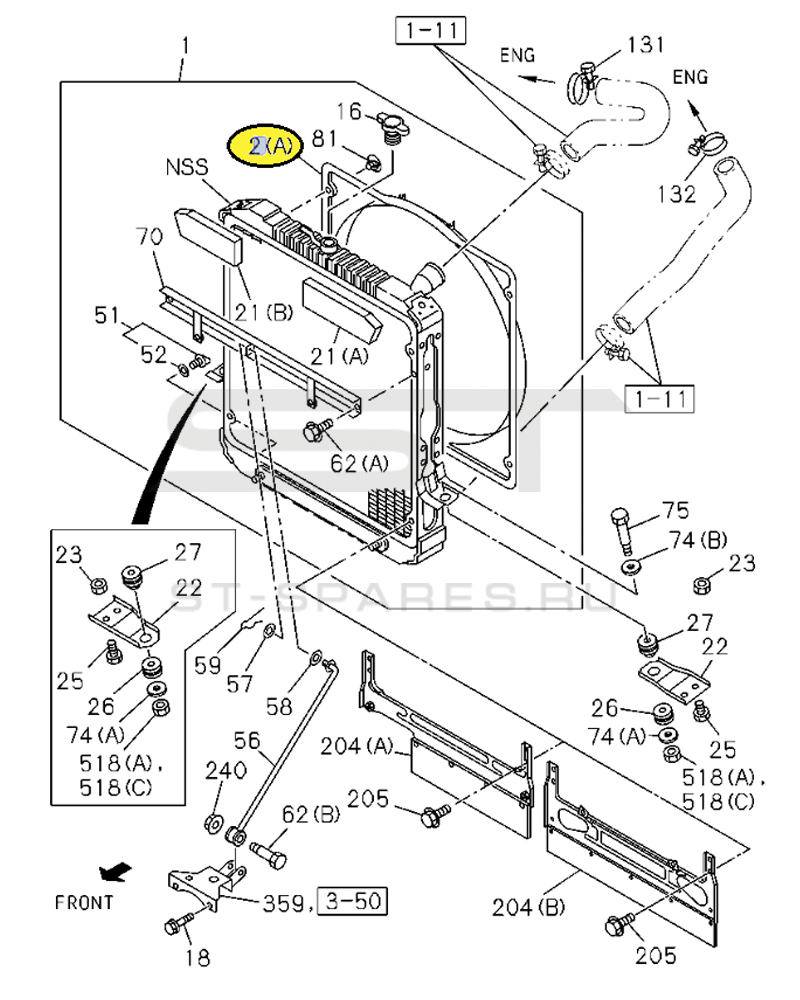 1-11
1
ENG
131
ENG
16
2(A)
81
132
NSS
70
21(B)
51
52
21(A)
1-11
62(A)
ST
75
74(B)
23
27
23
22
ST-SPARES.RU
27
22
59
57
25
26
58
26
74(A)
74(A)
25
56
204(A)
518(A),
518(C)
518(A),
518(C)
240
62(B)
205
FRONT
359, 3-50
204(B)
18
205